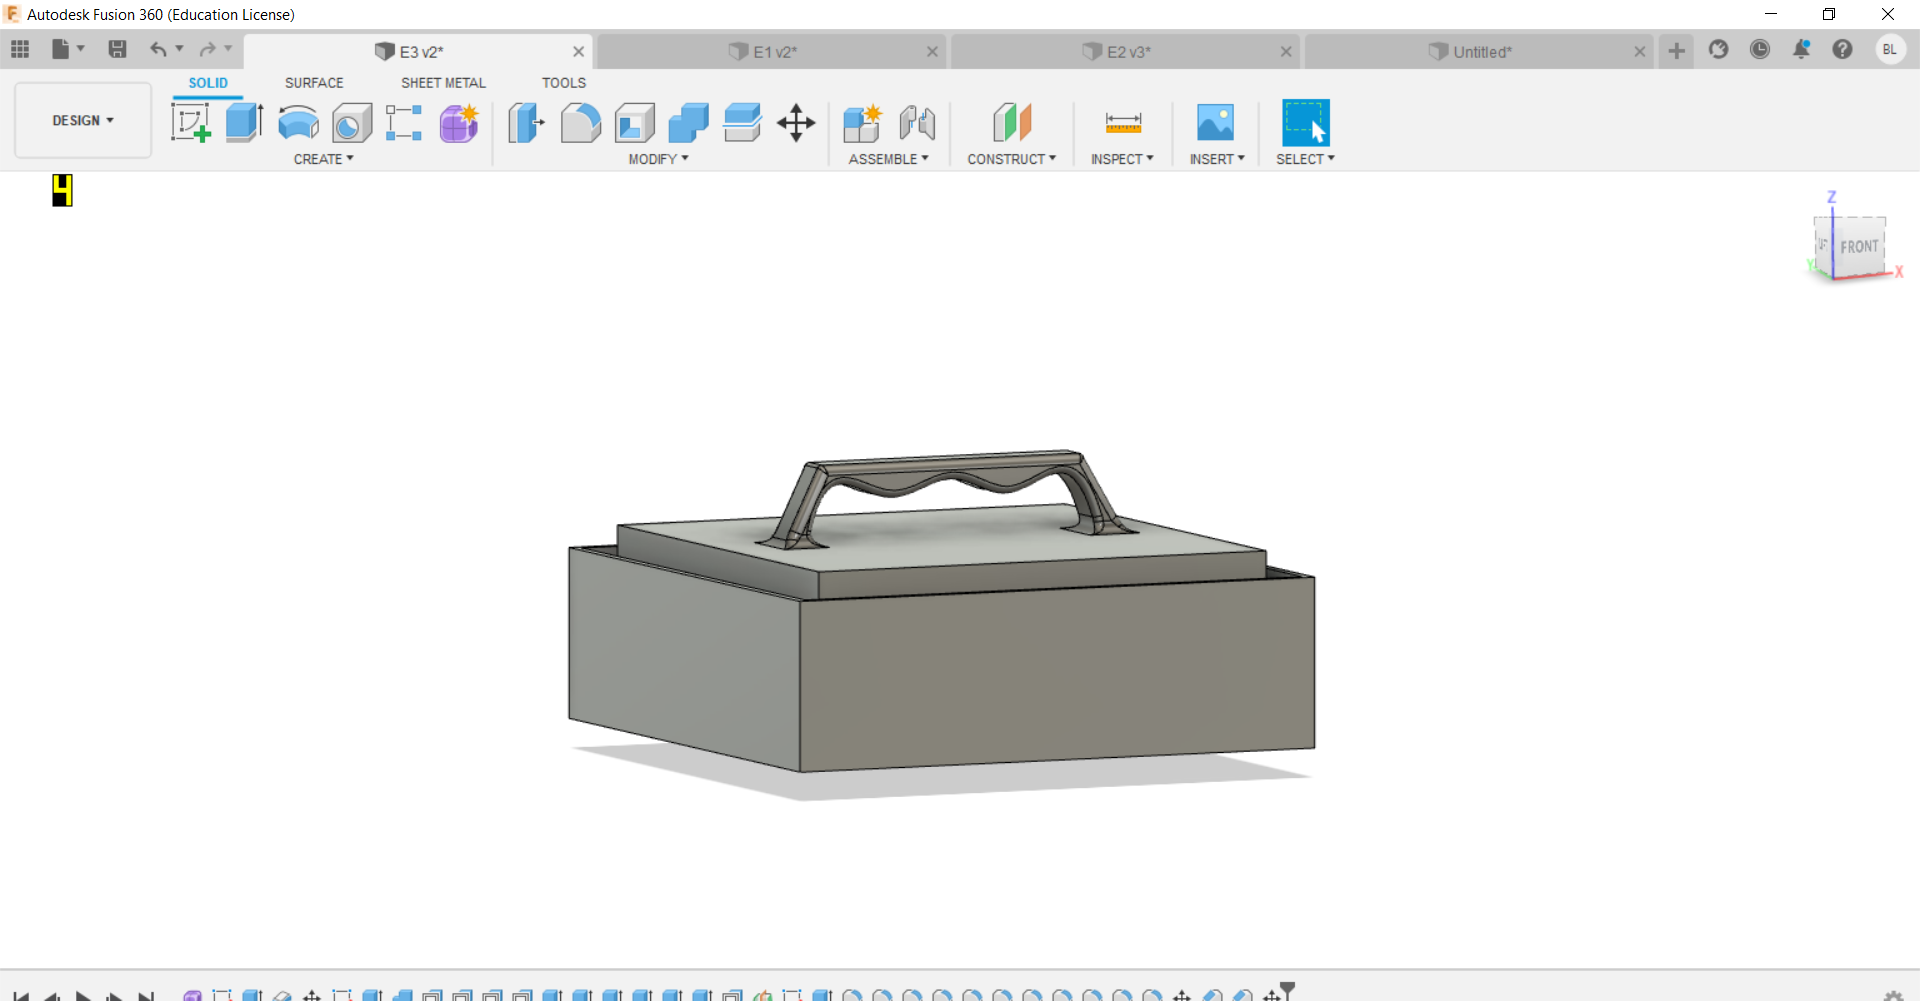 Autodesk Fusion 360 (Education License)
E3 v2*
E1 v2*
E2 v3*
Untitled*
BL
SOLID
SURFACE
SHEET METAL
TOOLS
DESIGN
CREATE
MODIFY
ASSEMBLE
CONSTRUCT
INSPECT
INSERT
SELECT
4
Z
FRONT
Y
X